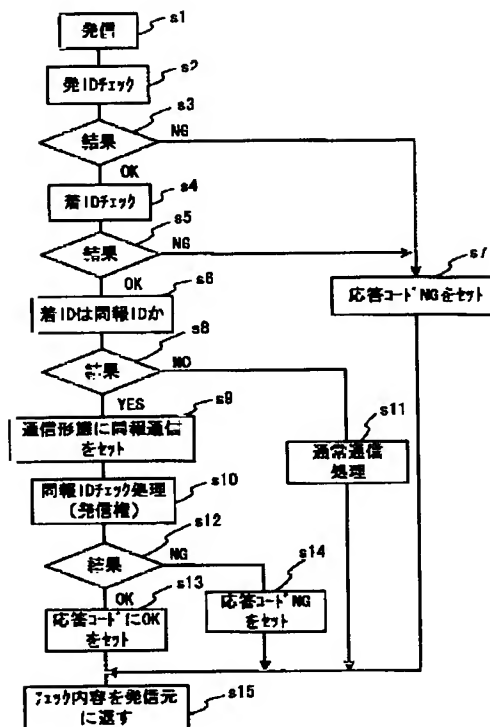 発信
s1
発IDチェック
s2
結果
s3
NG
OK
着IDチェック
s4
結果
s5
NG
OK
着IDは同報IDか
s6
応答コードNGをセット
s7
結果
s8
NO
YES
通信形態に同報通信
をセット
s9
通常通信
処理
s11
同報IDチェック処理
(発信権)
s10
結果
s12
NG
OK
応答コードにOK
をセット
s13
応答コードNG
をセット
s14
チェック内容を発信元
に返す
s15